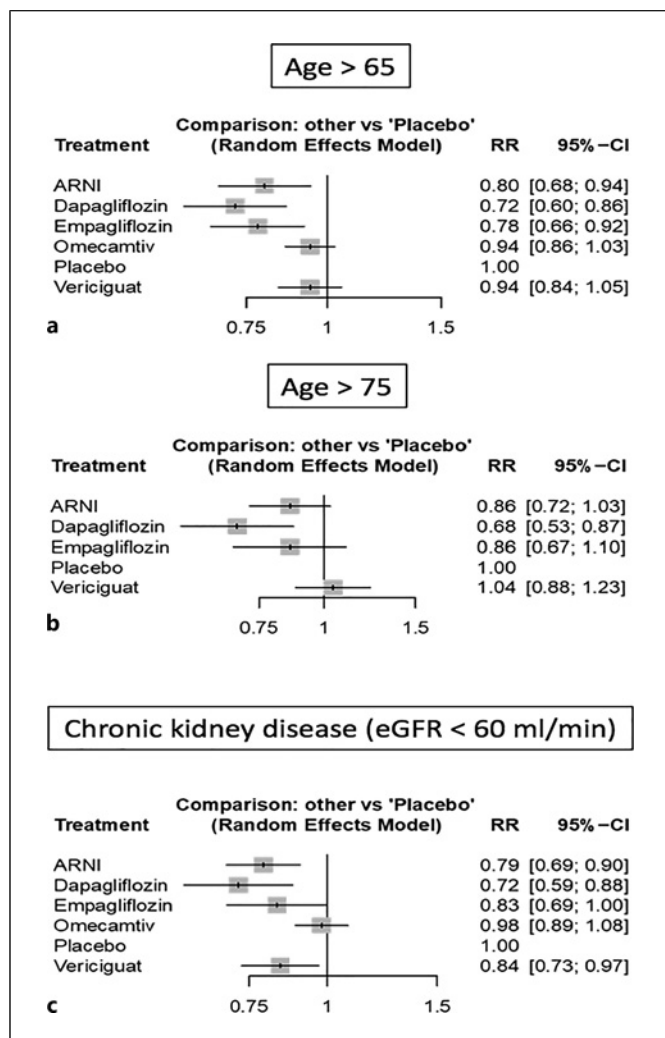 Age > 65
Comparison: other vs 'Placebo'
Treatment (Random Effects Model) RR 95%−CI
ARNI 0.80 [0.68; 0.94]
Dapagliflozin 0.72 [0.60; 0.86]
Empagliflozin 0.78 [0.66; 0.92]
Omecamtiv 0.94 [0.86; 1.03]
Placebo 1.00
Vericiguat 0.94 [0.84; 1.05]
0.75 1 1.5
a
Age > 75
Comparison: other vs 'Placebo'
Treatment (Random Effects Model) RR 95%−CI
ARNI 0.86 [0.72; 1.03]
Dapagliflozin 0.68 [0.53; 0.87]
Empagliflozin 0.86 [0.67; 1.10]
Placebo 1.00
Vericiguat 1.04 [0.88; 1.23]
0.75 1 1.5
b
Chronic kidney disease (eGFR < 60 ml/min)
Comparison: other vs 'Placebo'
Treatment (Random Effects Model) RR 95%−CI
ARNI 0.79 [0.69; 0.90]
Dapagliflozin 0.72 [0.59; 0.88]
Empagliflozin 0.83 [0.69; 1.00]
Omecamtiv 0.98 [0.89; 1.08]
Placebo 1.00
Vericiguat 0.84 [0.73; 0.97]
0.75 1 1.5
c